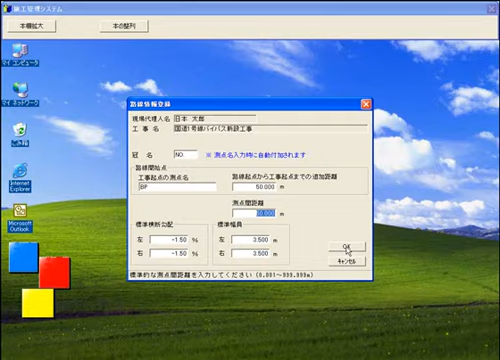 施工管理システム
本棚拡大 本の整列
マイ コンピュータ
マイ ネットワーク
ごみ箱
Internet Explorer
Microsoft Outlook
路線情報登録
現場代理人名 日本 太郎
工 事 名 国道1号線バイパス新設工事
冠 名 NO. ※ 測点名入力時に自動付加されます
路線開始点
工事起点の測点名 路線起点から工事起点までの追加距離
BP 50.000 m
測点間距離
50.000 m
標準横断勾配 標準幅員
左 -1.50 % 左 3.500 m
右 -1.50 % 右 3.500 m
OK
キャンセル
標準的な測点間距離を入力してください (0.001～999.999m)